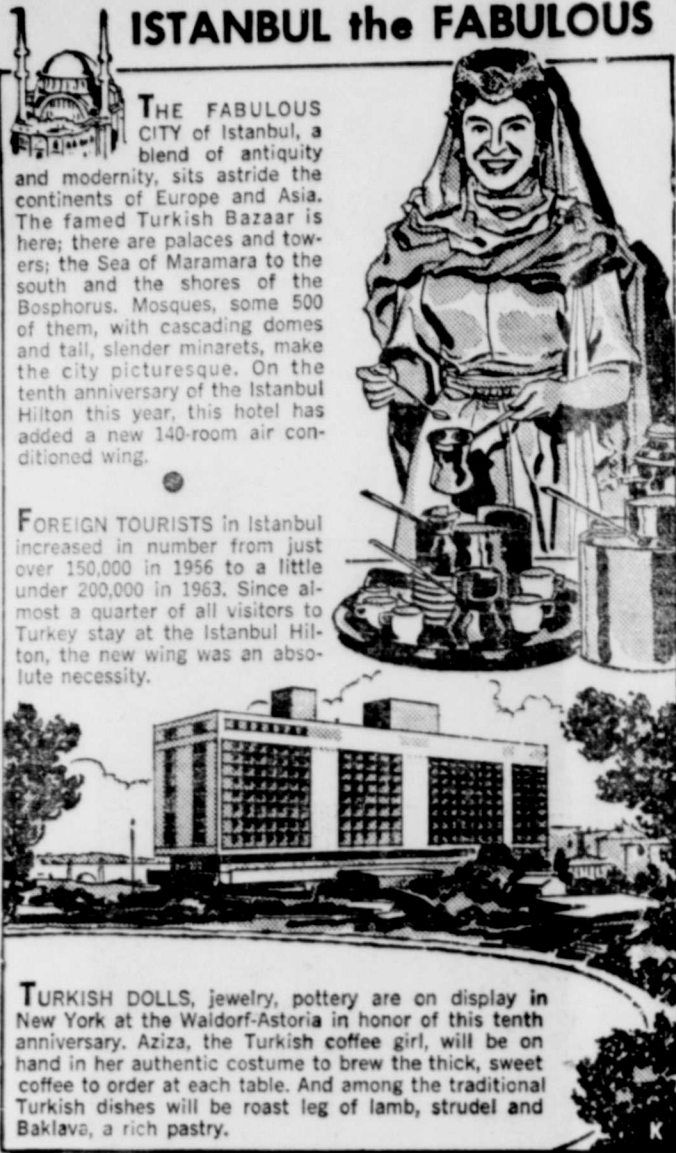 ISTANBUL the FABULOUS
THE FABULOUS
CITY of Istanbul, a
blend of antiquity
and modernity, sits astride the
continents of Europe and Asia.
The famed Turkish Bazaar is
here; there are palaces and tow-
ers; the Sea of Maramara to the
south and the shores of the
Bosphorus. Mosques, some 500
of them, with cascading domes
and tall, slender minarets, make
the city picturesque. On the
tenth anniversary of the Istanbul
Hilton this year, this hotel has
added a new 140-room air con-
ditioned wing.
FOREIGN TOURISTS in Istanbul
increased in number from just
over 150,000 in 1956 to a little
under 200,000 in 1963. Since al-
most a quarter of all visitors to
Turkey stay at the Istanbul Hil-
ton, the new wing was an abso-
lute necessity.
TURKISH DOLLS, jewelry, pottery are on display in
New York at the Waldorf-Astoria in honor of this tenth
anniversary. Aziza, the Turkish coffee girl, will be on
hand in her authentic costume to brew the thick, sweet
coffee to order at each table. And among the traditional
Turkish dishes will be roast leg of lamb, strudel and
Baklava, a rich pastry.
K